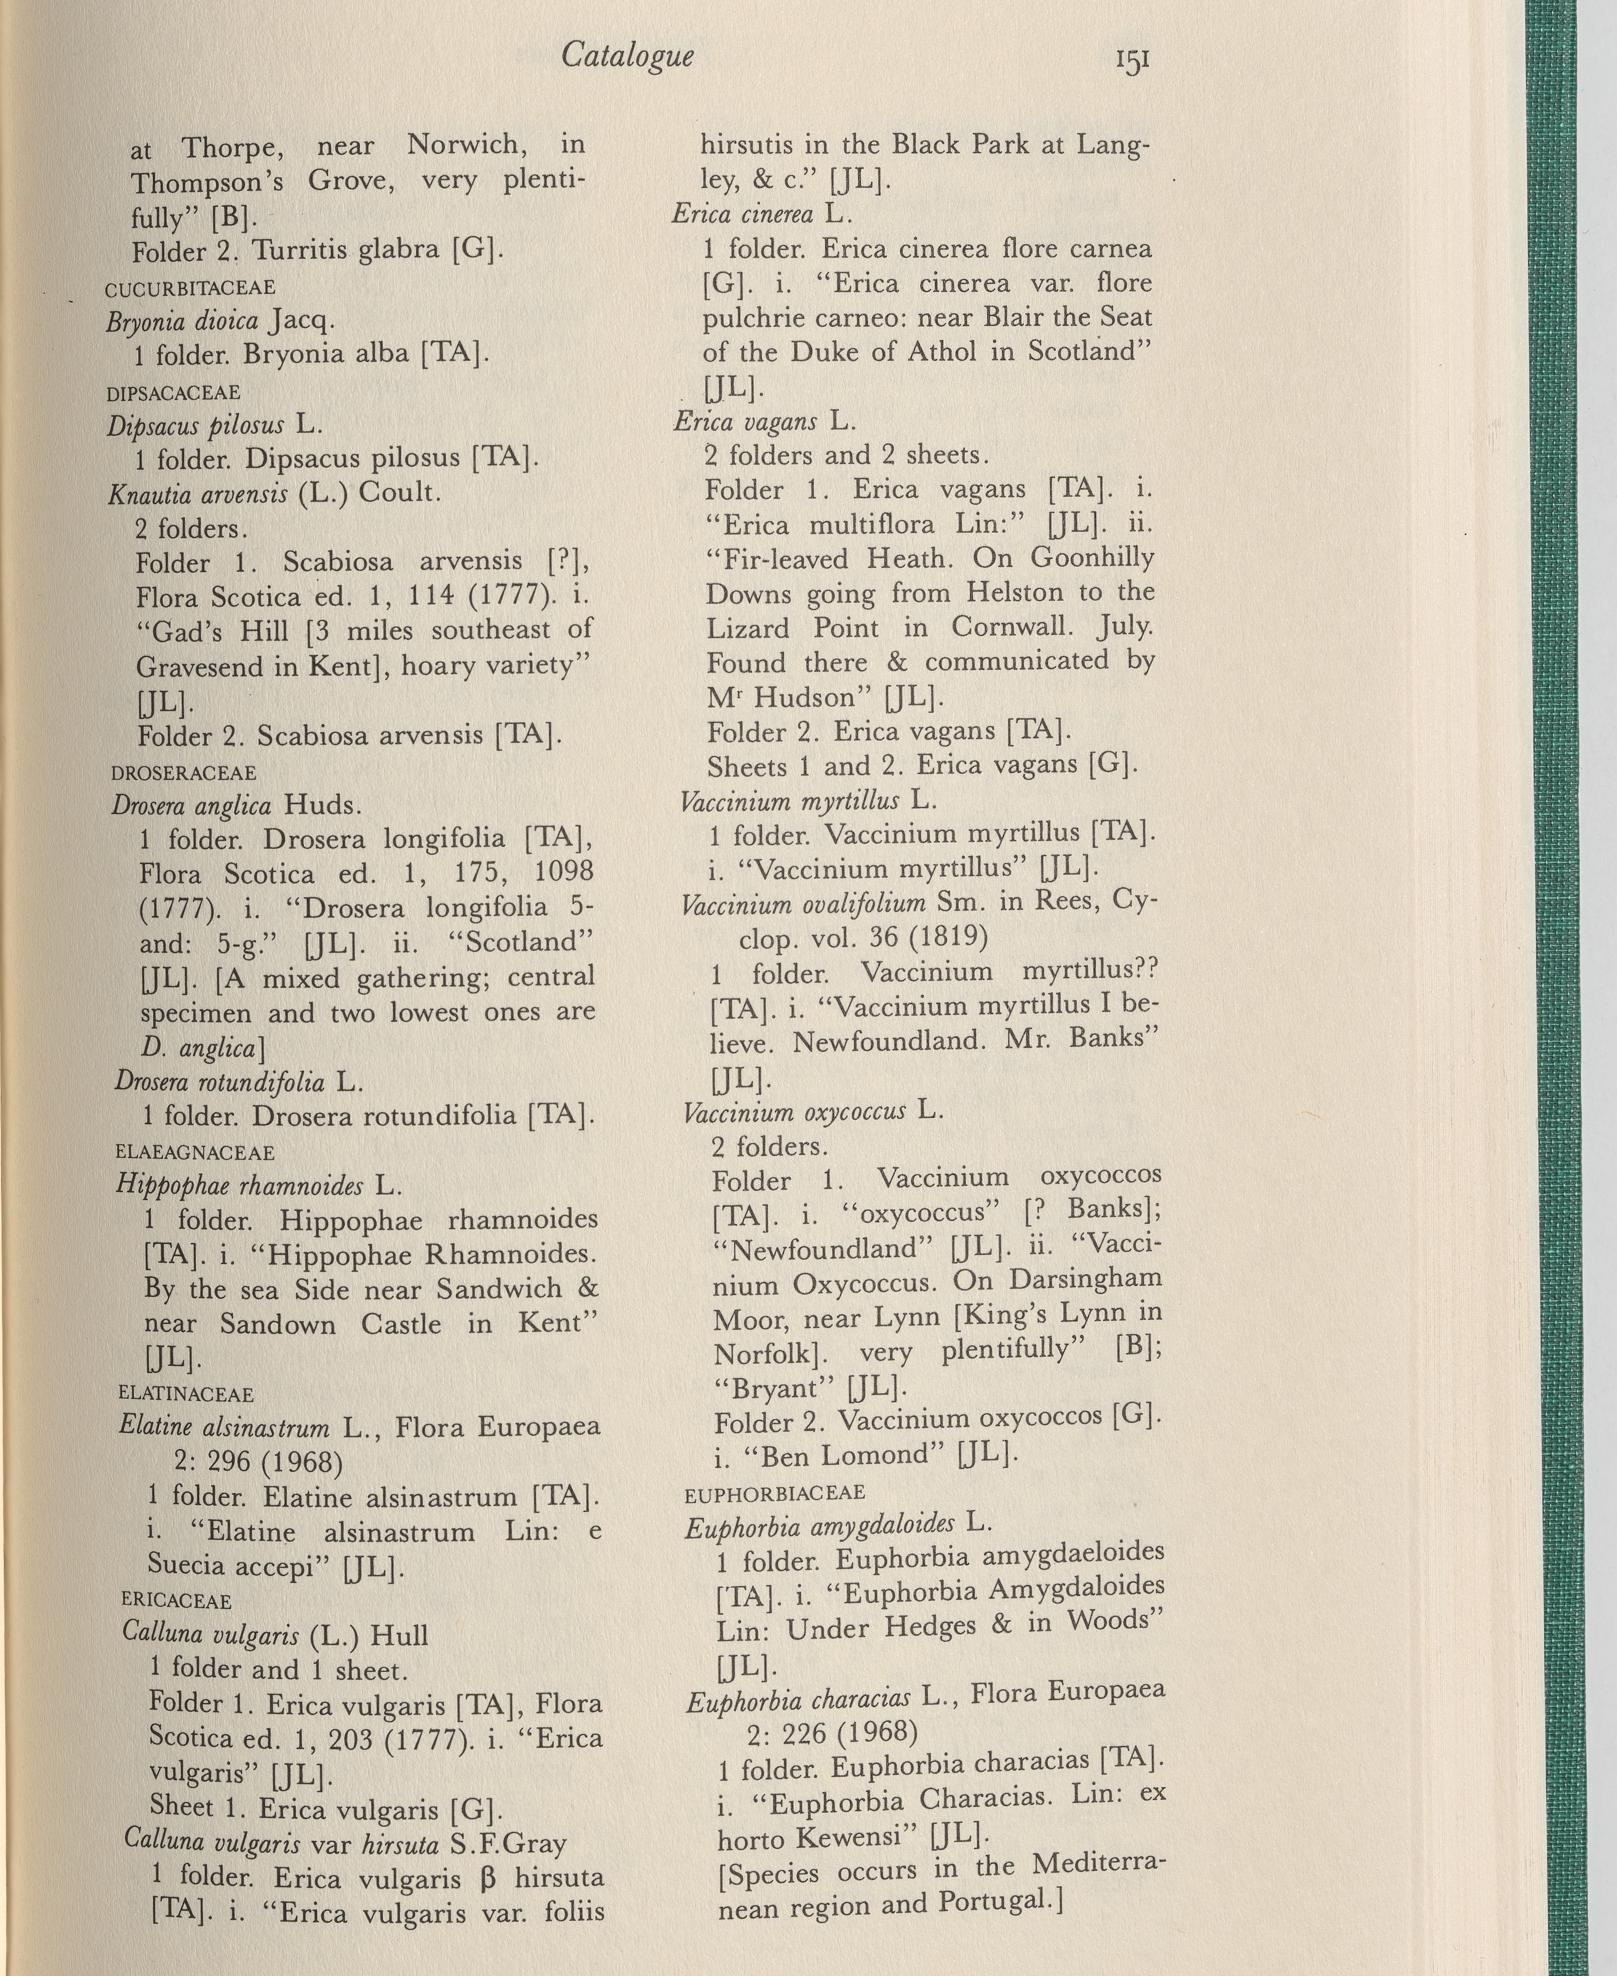 Catalogue 151
at Thorpe, near Norwich, in
Thompson's Grove, very plenti-
fully” [B].
Folder 2. Turritis glabra [G].
CUCURBITACEAE
Bryonia dioica Jacq.
1 folder. Bryonia alba [TA].
DIPSACACEAE
Dipsacus pilosus L.
1 folder. Dipsacus pilosus [TA].
Knautia arvensis (L.) Coult.
2 folders.
Folder 1. Scabiosa arvensis [?],
Flora Scotica ed. 1, 114 (1777). i.
“Gad's Hill [3 miles southeast of
Gravesend in Kent], hoary variety”
[JL].
Folder 2. Scabiosa arvensis [TA].
DROSERACEAE
Drosera anglica Huds.
1 folder. Drosera longifolia [TA],
Flora Scotica ed. 1, 175, 1098
(1777). i. “Drosera longifolia 5-
and: 5-g.” [JL]. ii. “Scotland”
[JL]. [A mixed gathering; central
specimen and two lowest ones are
D. anglica]
Drosera rotundifolia L.
1 folder. Drosera rotundifolia [TA].
ELAEAGNACEAE
Hippophae rhamnoides L.
1 folder. Hippophae rhamnoides
[TA]. i. “Hippophae Rhamnoides.
By the sea Side near Sandwich &
near Sandown Castle in Kent”
[JL].
ELATINACEAE
Elatine alsinastrum L., Flora Europaea
2: 296 (1968)
1 folder. Elatine alsinastrum [TA].
i. “Elatine alsinastrum Lin: e
Suecia accepi” [JL].
ERICACEAE
Calluna vulgaris (L.) Hull
1 folder and 1 sheet.
Folder 1. Erica vulgaris [TA], Flora
Scotica ed. 1, 203 (1777). i. “Erica
vulgaris” [JL].
Sheet 1. Erica vulgaris [G].
Calluna vulgaris var hirsuta S.F.Gray
1 folder. Erica vulgaris β hirsuta
[TA]. i. “Erica vulgaris var. foliis
hirsutis in the Black Park at Lang-
ley, & c.” [JL].
Erica cinerea L.
1 folder. Erica cinerea flore carnea
[G]. i. “Erica cinerea var. flore
pulchrie carneo: near Blair the Seat
of the Duke of Athol in Scotland”
[JL].
Erica vagans L.
2 folders and 2 sheets.
Folder 1. Erica vagans [TA]. i.
“Erica multiflora Lin:” [JL]. ii.
“Fir-leaved Heath. On Goonhilly
Downs going from Helston to the
Lizard Point in Cornwall. July.
Found there & communicated by
Mʳ Hudson” [JL].
Folder 2. Erica vagans [TA].
Sheets 1 and 2. Erica vagans [G].
Vaccinium myrtillus L.
1 folder. Vaccinium myrtillus [TA].
i. “Vaccinium myrtillus” [JL].
Vaccinium ovalifolium Sm. in Rees, Cy-
clop. vol. 36 (1819)
1 folder. Vaccinium myrtillus??
[TA]. i. “Vaccinium myrtillus I be-
lieve. Newfoundland. Mr. Banks”
[JL].
Vaccinium oxycoccus L.
2 folders.
Folder 1. Vaccinium oxycoccos
[TA]. i. “oxycoccus” [? Banks];
“Newfoundland” [JL]. ii. “Vacci-
nium Oxycoccus. On Darsingham
Moor, near Lynn [King's Lynn in
Norfolk]. very plentifully” [B];
“Bryant” [JL].
Folder 2. Vaccinium oxycoccos [G].
i. “Ben Lomond” [JL].
EUPHORBIACEAE
Euphorbia amygdaloides L.
1 folder. Euphorbia amygdaeloides
[TA]. i. “Euphorbia Amygdaloides
Lin: Under Hedges & in Woods”
[JL].
Euphorbia characias L., Flora Europaea
2: 226 (1968)
1 folder. Euphorbia characias [TA].
i. “Euphorbia Characias. Lin: ex
horto Kewensi” [JL].
[Species occurs in the Mediterra-
nean region and Portugal.]